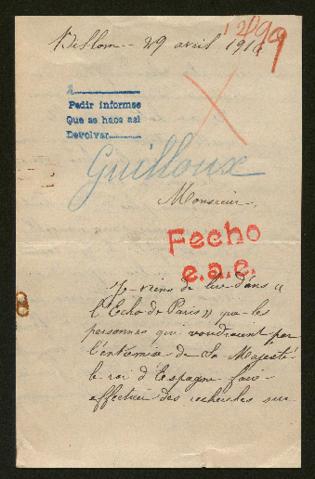 12099
Billom - 29 avril 1916
A
Pedir informes
Que se haga así
Devolver
Guilloux
Monsieur,
Fecho
e.a.e.
Je viens de lire dans "
l'Echo de Paris" que les
personnes qui voudraient par
l'entremise de Sa Majesté
le roi d'Espagne faire
effectuer des recherches sur